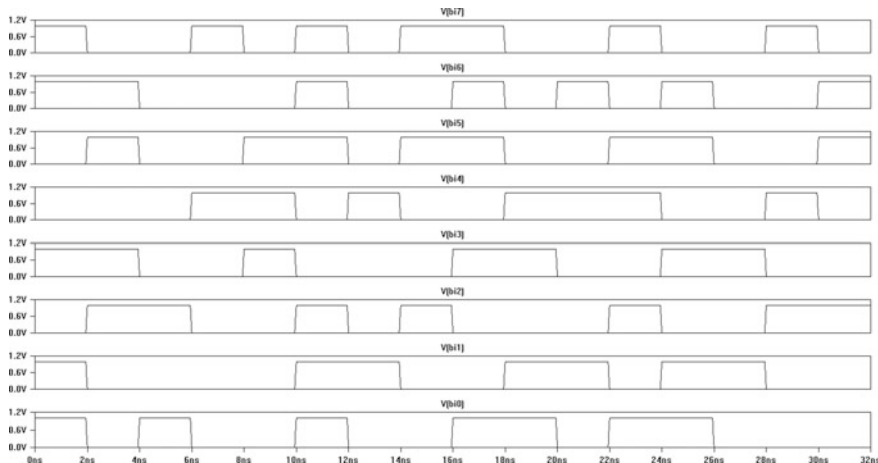 V(bi7)
1.2V
0.6V
0.0V
V(bi6)
1.2V
0.6V
0.0V
V(bi5)
1.2V
0.6V
0.0V
V(bi4)
1.2V
0.6V
0.0V
V(bi3)
1.2V
0.6V
0.0V
V(bi2)
1.2V
0.6V
0.0V
V(bi1)
1.2V
0.6V
0.0V
V(bi0)
1.2V
0.6V
0.0V
0ns 2ns 4ns 6ns 8ns 10ns 12ns 14ns 16ns 18ns 20ns 22ns 24ns 26ns 28ns 30ns 32ns